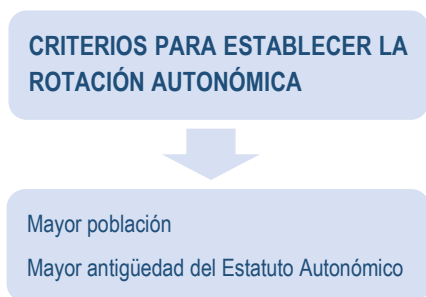 CRITERIOS PARA ESTABLECER LA
ROTACIÓN AUTONÓMICA
Mayor población
Mayor antigüedad del Estatuto Autonómico